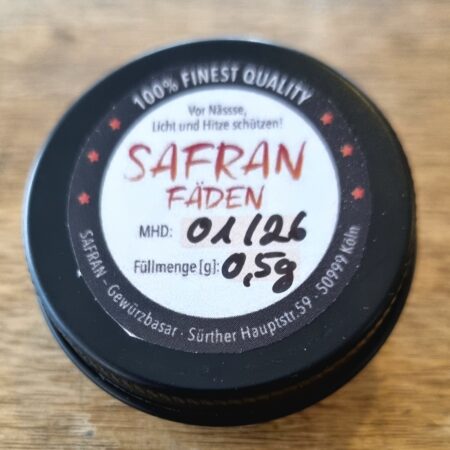 100% FINEST QUALITY
Vor Nässse,
Licht und Hitze schützen!
SAFRAN
FÄDEN
MHD: 01/26
Füllmenge [g]: 0,5g
SAFRAN - Gewürzbasar · Sürther Hauptstr.59 · 50999 Köln